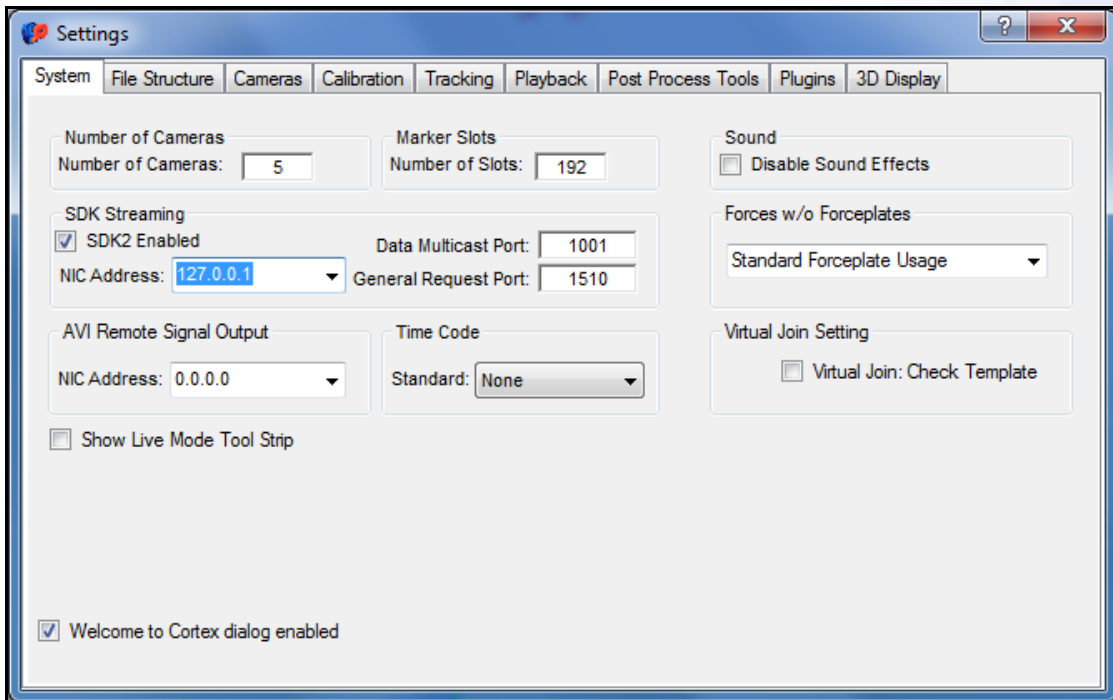 Settings
?
X
System File Structure Cameras Calibration Tracking Playback Post Process Tools Plugins 3D Display
Number of Cameras
Number of Cameras: 5
Marker Slots
Number of Slots: 192
Sound
Disable Sound Effects
SDK Streaming
SDK2 Enabled
NIC Address: 127.0.0.1
Data Multicast Port: 1001
General Request Port: 1510
Forces w/o Forceplates
Standard Forceplate Usage
AVI Remote Signal Output
NIC Address: 0.0.0.0
Time Code
Standard: None
Virtual Join Setting
Virtual Join: Check Template
Show Live Mode Tool Strip
Welcome to Cortex dialog enabled